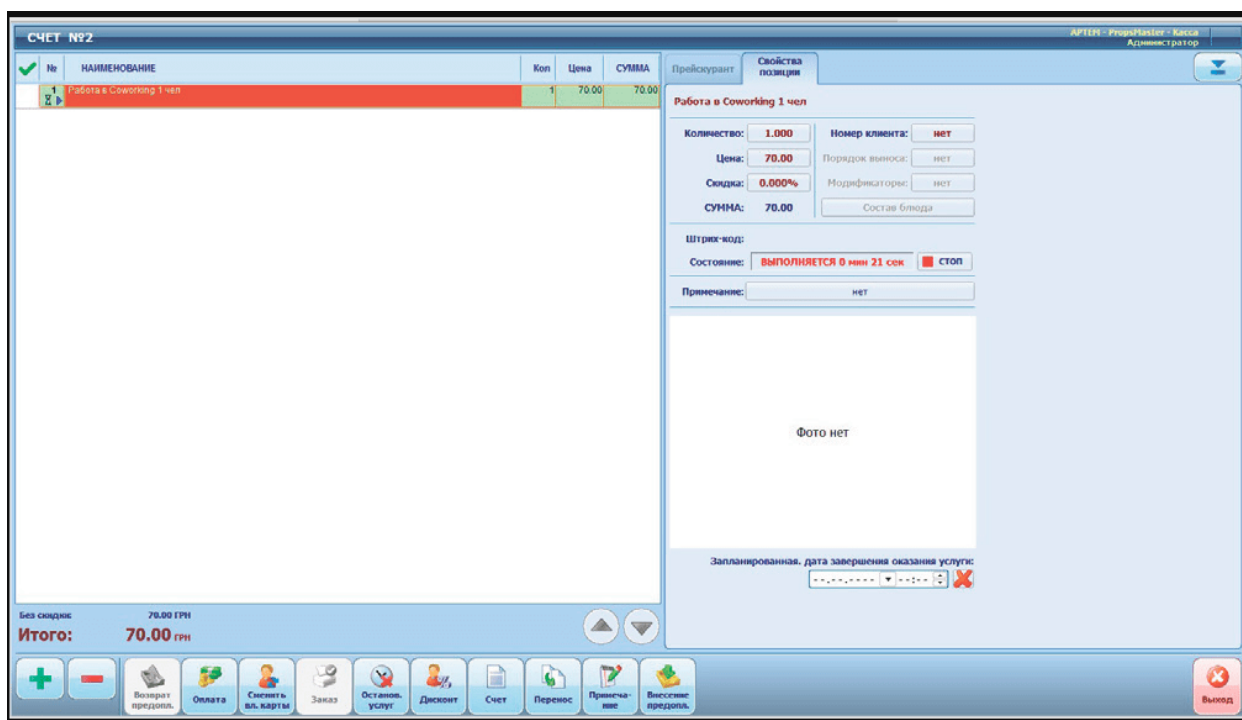 СЧЕТ №2
АРТЕМ - PropsMaster - Касса
Администратор
№ НАИМЕНОВАНИЕ Кол Цена СУММА
1 Работа в Coworking 1 чел 1 70.00 70.00
Прейскурант
Свойства
позиции
Работа в Coworking 1 чел
Количество: 1.000 Номер клиента: нет
Цена: 70.00 Порядок выноса: нет
Скидка: 0.000% Модификаторы: нет
СУММА: 70.00 Состав блюда
Штрих-код:
Состояние: ВЫПОЛНЯЕТСЯ 0 мин 21 сек СТОП
Примечание: нет
Фото нет
Запланированная. дата завершения оказания услуги:
--.--.---- --:--
Без скидок: 70.00 ГРН
Итого: 70.00 ГРН
Возврат
предопл.
Оплата
Сменить
вл. карты
Заказ
Останов.
услуг
Дисконт
Счет
Перенос
Примеча-
ние
Внесение
предопл.
Выход